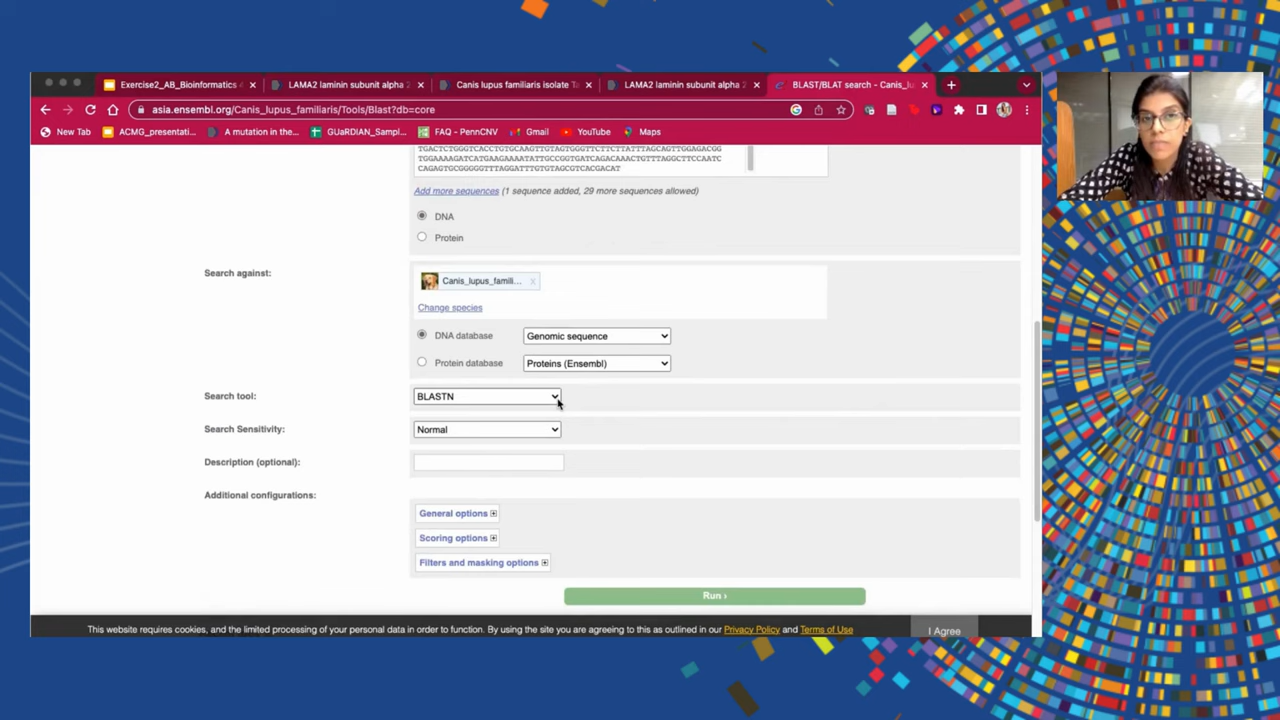 Exercise2_AB_Bioinformatics
LAMA2 laminin subunit alpha 2
Canis lupus familiaris isolate Ta
LAMA2 laminin subunit alpha 2
BLAST/BLAT search - Canis_lu
asia.ensembl.org/Canis_lupus_familiaris/Tools/Blast?db=core
New Tab
ACMG_presentati...
A mutation in the...
GUaRDIAN_Sampl...
FAQ - PennCNV
Gmail
YouTube
Maps
TGACTCTGGGTCACCTGTGCAAGTTGTAGTGGGTTCTTCTTATTTAGCAGTTGGAGACGG
TGGAAAAGATCATGAAGAAAATATTGCCGGTGATCAGACAAACTGTTTAGGCTTCCAATC
CAGAGTGCGGGGGTTTAGGATTTGTGTAGCGTCACGACAT
Add more sequences (1 sequence added, 29 more sequences allowed)
DNA
Protein
Search against:
Canis_lupus_famili... x
Change species
DNA database Genomic sequence
Protein database Proteins (Ensembl)
Search tool: BLASTN
Search Sensitivity: Normal
Description (optional):
Additional configurations:
General options
Scoring options
Filters and masking options
Run ›
This website requires cookies, and the limited processing of your personal data in order to function. By using the site you are agreeing to this as outlined in our Privacy Policy and Terms of Use
I Agree